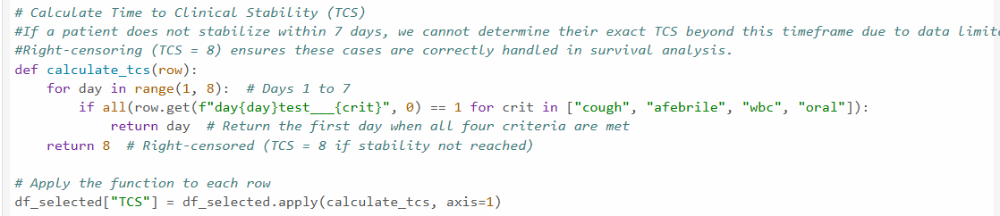 # Calculate Time to Clinical Stability (TCS)
#If a patient does not stabilize within 7 days, we cannot determine their exact TCS beyond this timeframe due to data
#Right-censoring (TCS = 8) ensures these cases are correctly handled in survival analysis.
def calculate_tcs(row):
    for day in range(1, 8):  # Days 1 to 7
        if all(row.get(f"day{day}test___{crit}", 0) == 1 for crit in ["cough", "afebrile", "wbc", "oral"]):
            return day  # Return the first day when all four criteria are met
    return 8  # Right-censored (TCS = 8 if stability not reached)
# Apply the function to each row
df_selected["TCS"] = df_selected.apply(calculate_tcs, axis=1)